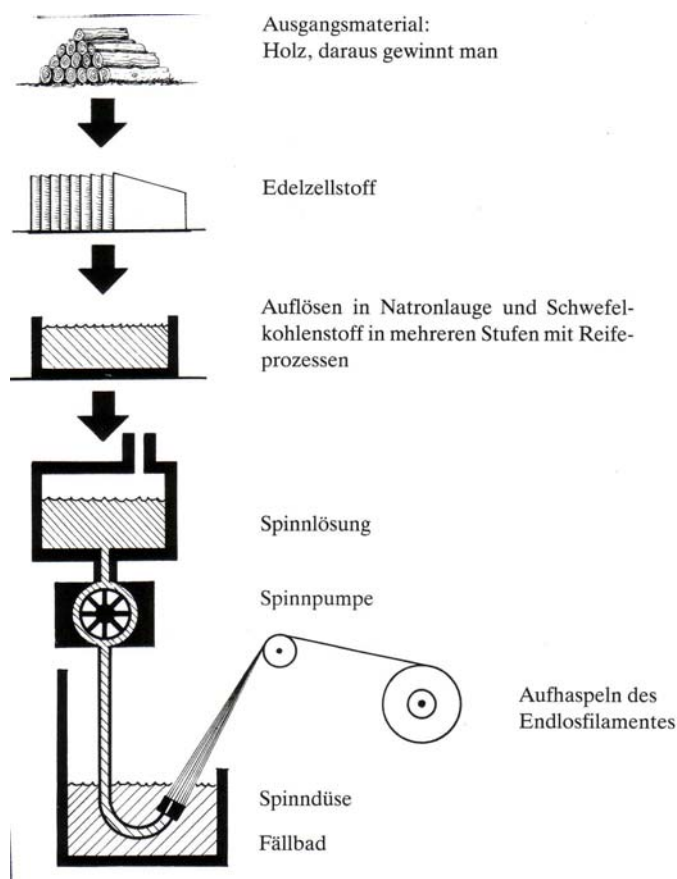 Ausgangsmaterial:
Holz, daraus gewinnt man
Edelzellstoff
Auflösen in Natronlauge und Schwefel-
kohlenstoff in mehreren Stufen mit Reife-
prozessen
Spinnlösung
Spinnpumpe
Aufhaspeln des
Endlosfilamentes
Spinndüse
Fällbad